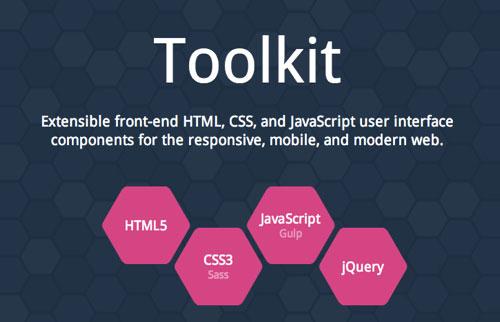 Toolkit
Extensible front-end HTML, CSS, and JavaScript user interface
components for the responsive, mobile, and modern web.
HTML5
CSS3
Sass
JavaScript
Gulp
jQuery